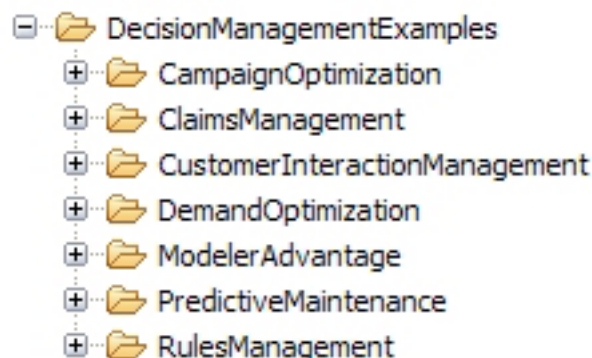 DecisionManagementExamples
CampaignOptimization
ClaimsManagement
CustomerInteractionManagement
DemandOptimization
ModelerAdvantage
PredictiveMaintenance
RulesManagement